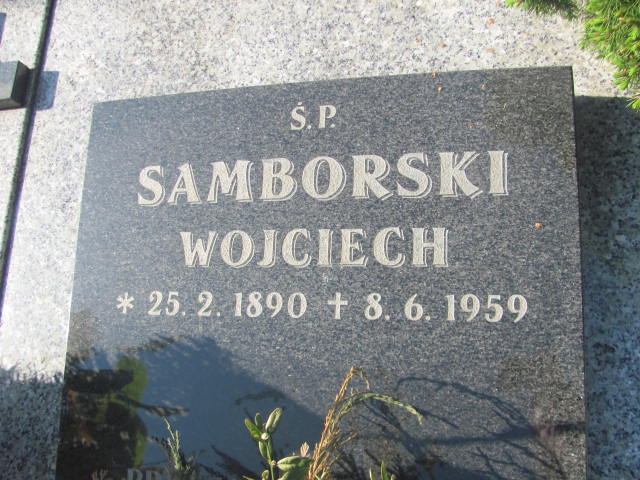 Ś.P.
SAMBORSKI
WOJCIECH
* 25. 2. 1890 ✝ 8. 6. 1959